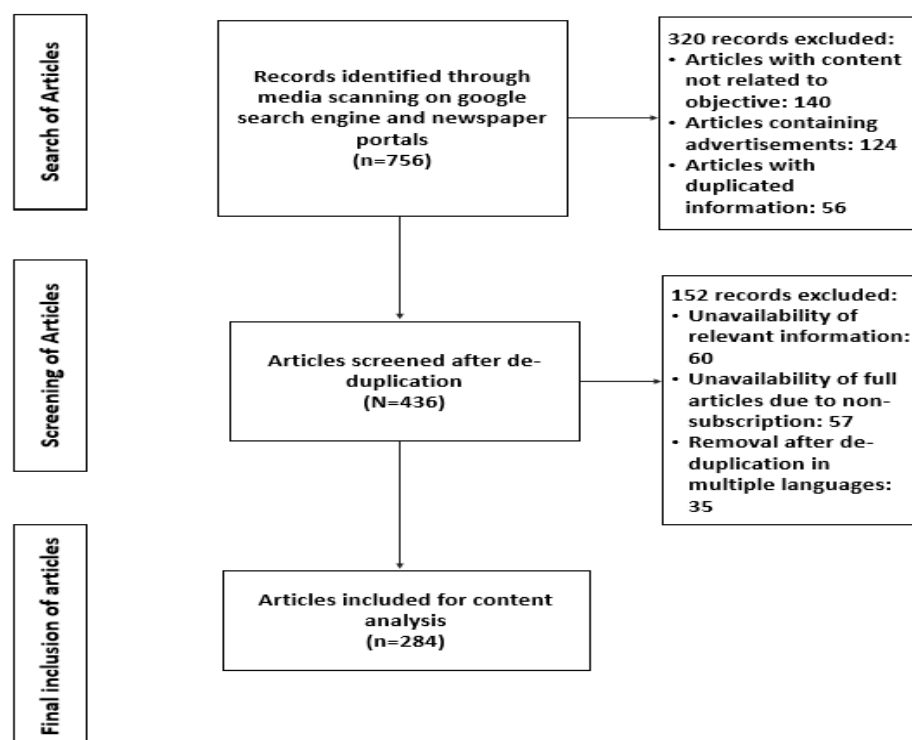 Search of Articles
Records identified through
media scanning on google
search engine and newspaper
portals
(n=756)
320 records excluded:
• Articles with content
not related to
objective: 140
• Articles containing
advertisements: 124
• Articles with
duplicated
information: 56
Screening of Articles
Articles screened after de-
duplication
(N=436)
152 records excluded:
• Unavailability of
relevant information:
60
• Unavailability of full
articles due to non-
subscription: 57
• Removal after de-
duplication in
multiple languages:
35
Final inclusion of articles
Articles included for content
analysis
(n=284)